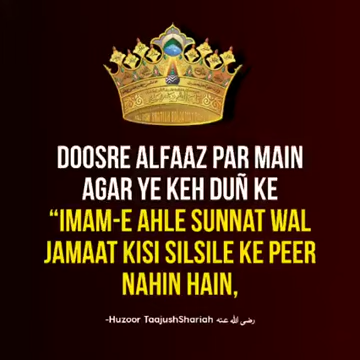 DOOSRE ALFAAZ PAR MAIN
AGAR YE KEH DUÑ KE
“IMAM-E AHLE SUNNAT WAL
JAMAAT KISI SILSILE KE PEER
NAHIN HAIN,
-Huzoor TaajushShariah رضی اللہ عنہ